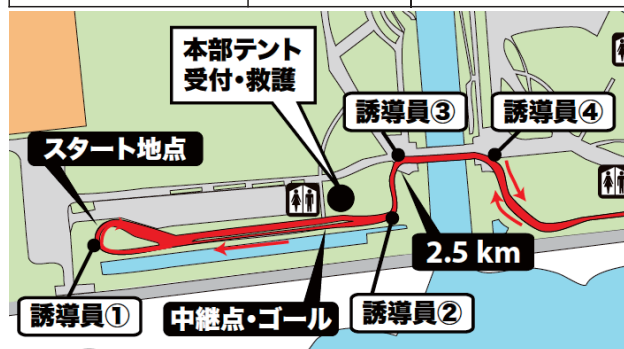 本部テント
受付・救護
誘導員③
誘導員④
スタート地点
2.5 km
誘導員①
中継点・ゴール
誘導員②